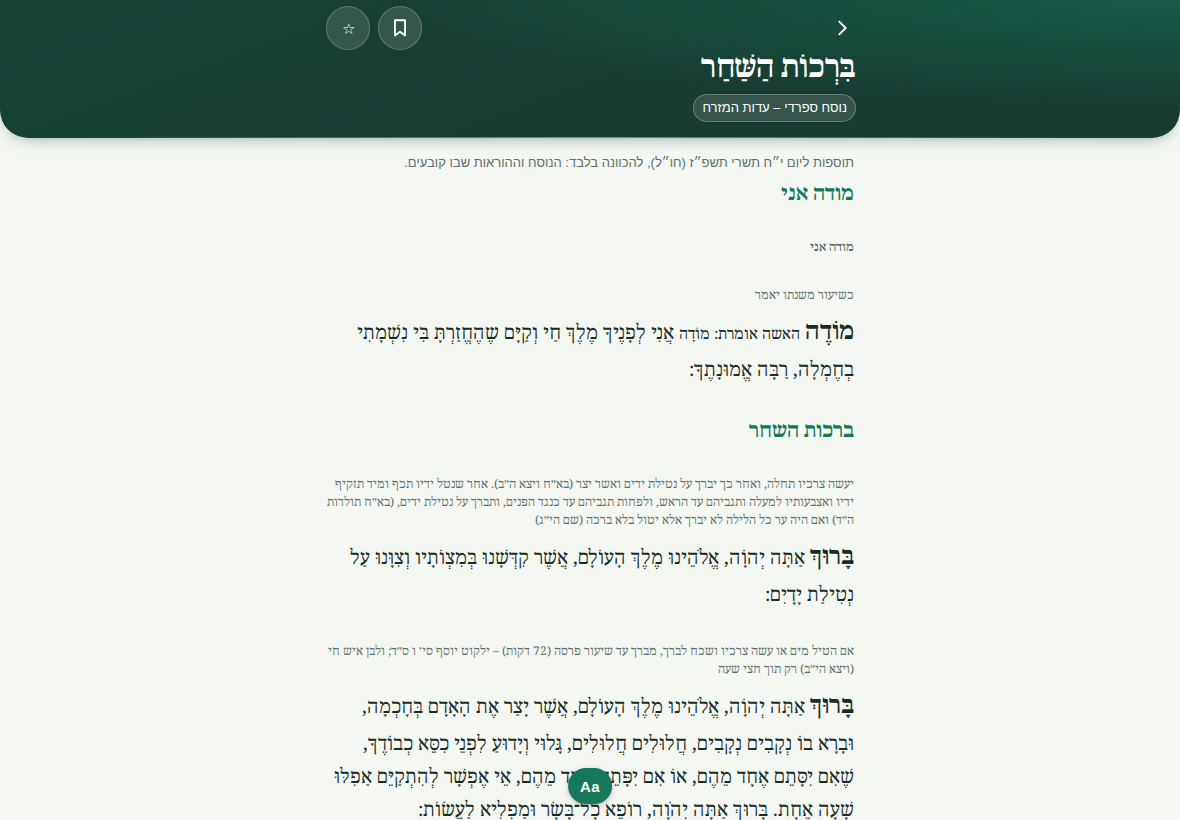 בִּרְכוֹת הַשַּׁחַר
נוסח ספרדי – עדות המזרח
תוספות ליום י״ח תשרי תשפ״ז (חו״ל), להכוונה בלבד: הנוסח וההוראות שבו קובעים.
מודה אני
מודה אני
כשיעור משנתו יאמר
מוֹדֶה האשה אומרת: מוֹדָה אֲנִי לְפָנֶיךָ מֶלֶךְ חַי וְקַיָּם שֶׁהֶחֱזַרְתָּ בִּי נִשְׁמָתִי
בְחֶמְלָה, רַבָּה אֱמוּנָתֶךָ:
ברכות השחר
יעשה צרכיו תחלה, ואחר כך יברך על נטילת ידים ואשר יצר (בא״ח ויצא ה״ב). אחר שנטל ידיו תכף ומיד תזקיף
ידיו ואצבעותיו למעלה ותגביהם עד הראש, ולפחות תגביהם עד כנגד הפנים, ותברך על נטילת ידים, (בא״ח תולדות
ה״ד) ואם היה ער כל הלילה לא יברך אלא יטול בלא ברכה (שם הי״ג)
בָּרוּךְ אַתָּה יְהֹוָה, אֱלֹהֵינוּ מֶלֶךְ הָעוֹלָם, אֲשֶׁר קִדְּשָׁנוּ בְּמִצְוֹתָיו וְצִוָּנוּ עַל
נְטִילַת יָדָיִם:
אם הטיל מים או עשה צרכיו ושכח לברך, מברך עד שיעור פרסה (72 דקות) – ילקוט יוסף סי׳ ו ס״ד; ולבן איש חי
(ויצא הי״ב) רק תוך חצי שעה
בָּרוּךְ אַתָּה יְהֹוָה, אֱלֹהֵינוּ מֶלֶךְ הָעוֹלָם, אֲשֶׁר יָצַר אֶת הָאָדָם בְּחָכְמָה,
וּבָרָא בוֹ נְקָבִים נְקָבִים, חֲלוּלִים חֲלוּלִים, גָּלוּי וְיָדוּעַ לִפְנֵי כִסֵּא כְבוֹדֶךָ,
שֶׁאִם יִסָּתֵם אֶחָד מֵהֶם, אוֹ אִם מֵהֶם, אֵי אֶפְשָׁר לְהִתְקַיֵּם אַפִלּוּ
שָׁעָה אֶחָת. בָּרוּךְ אַתָּה יְהֹוָה, רוֹפֵא כָל־בָּשָׂר וּמַפְלִיא לַעֲשׂוֹת:
Aa